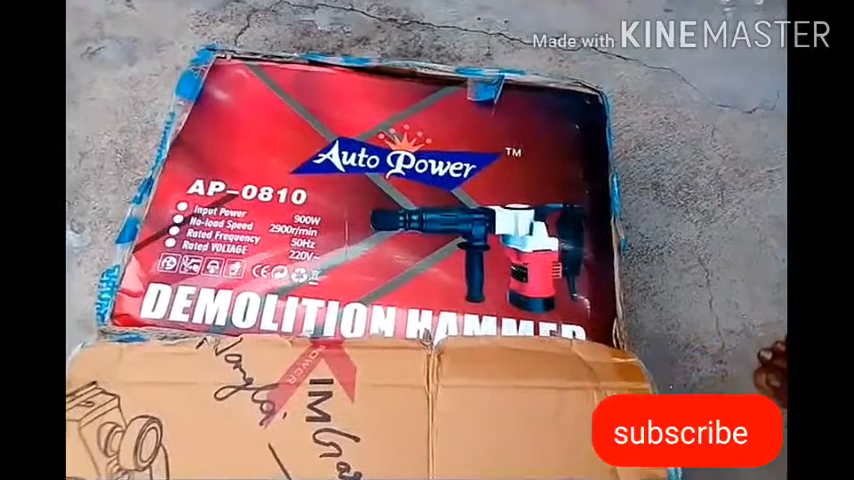 Made with KINEMASTER
Auto Power ™
AP-0810
Input Power 900W
No-load Speed 2900r/min
Rated Frequency 50Hz
Rated VOLTAGE 220V~
DEMOLITION HAMMER
POWER
subscribe